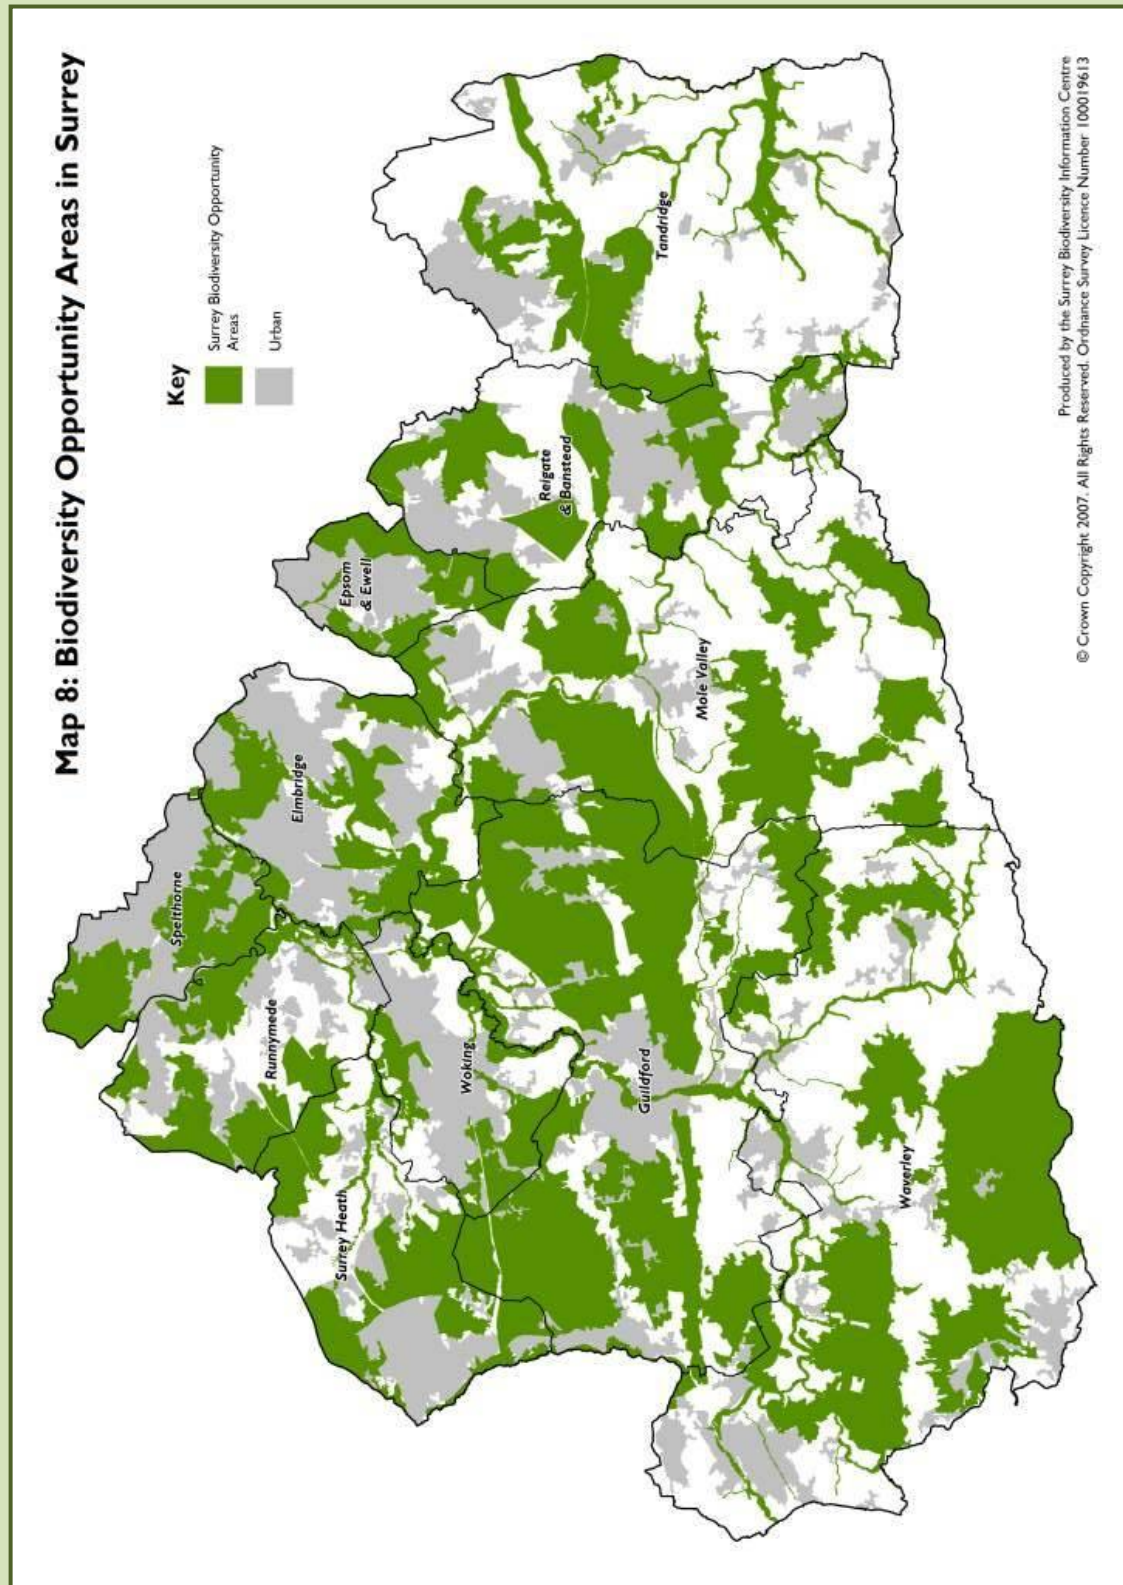 Map 8: Biodiversity Opportunity Areas in Surrey
Key
Surrey Biodiversity Opportunity
Areas
Urban
Spelthorne
Runnymede
Elmbridge
Epsom
& Ewell
Surrey Heath
Woking
Reigate
& Banstead
Tandridge
Guildford
Mole Valley
Waverley
Produced by the Surrey Biodiversity Information Centre
© Crown Copyright 2007. All Rights Reserved. Ordnance Survey Licence Number 100019613